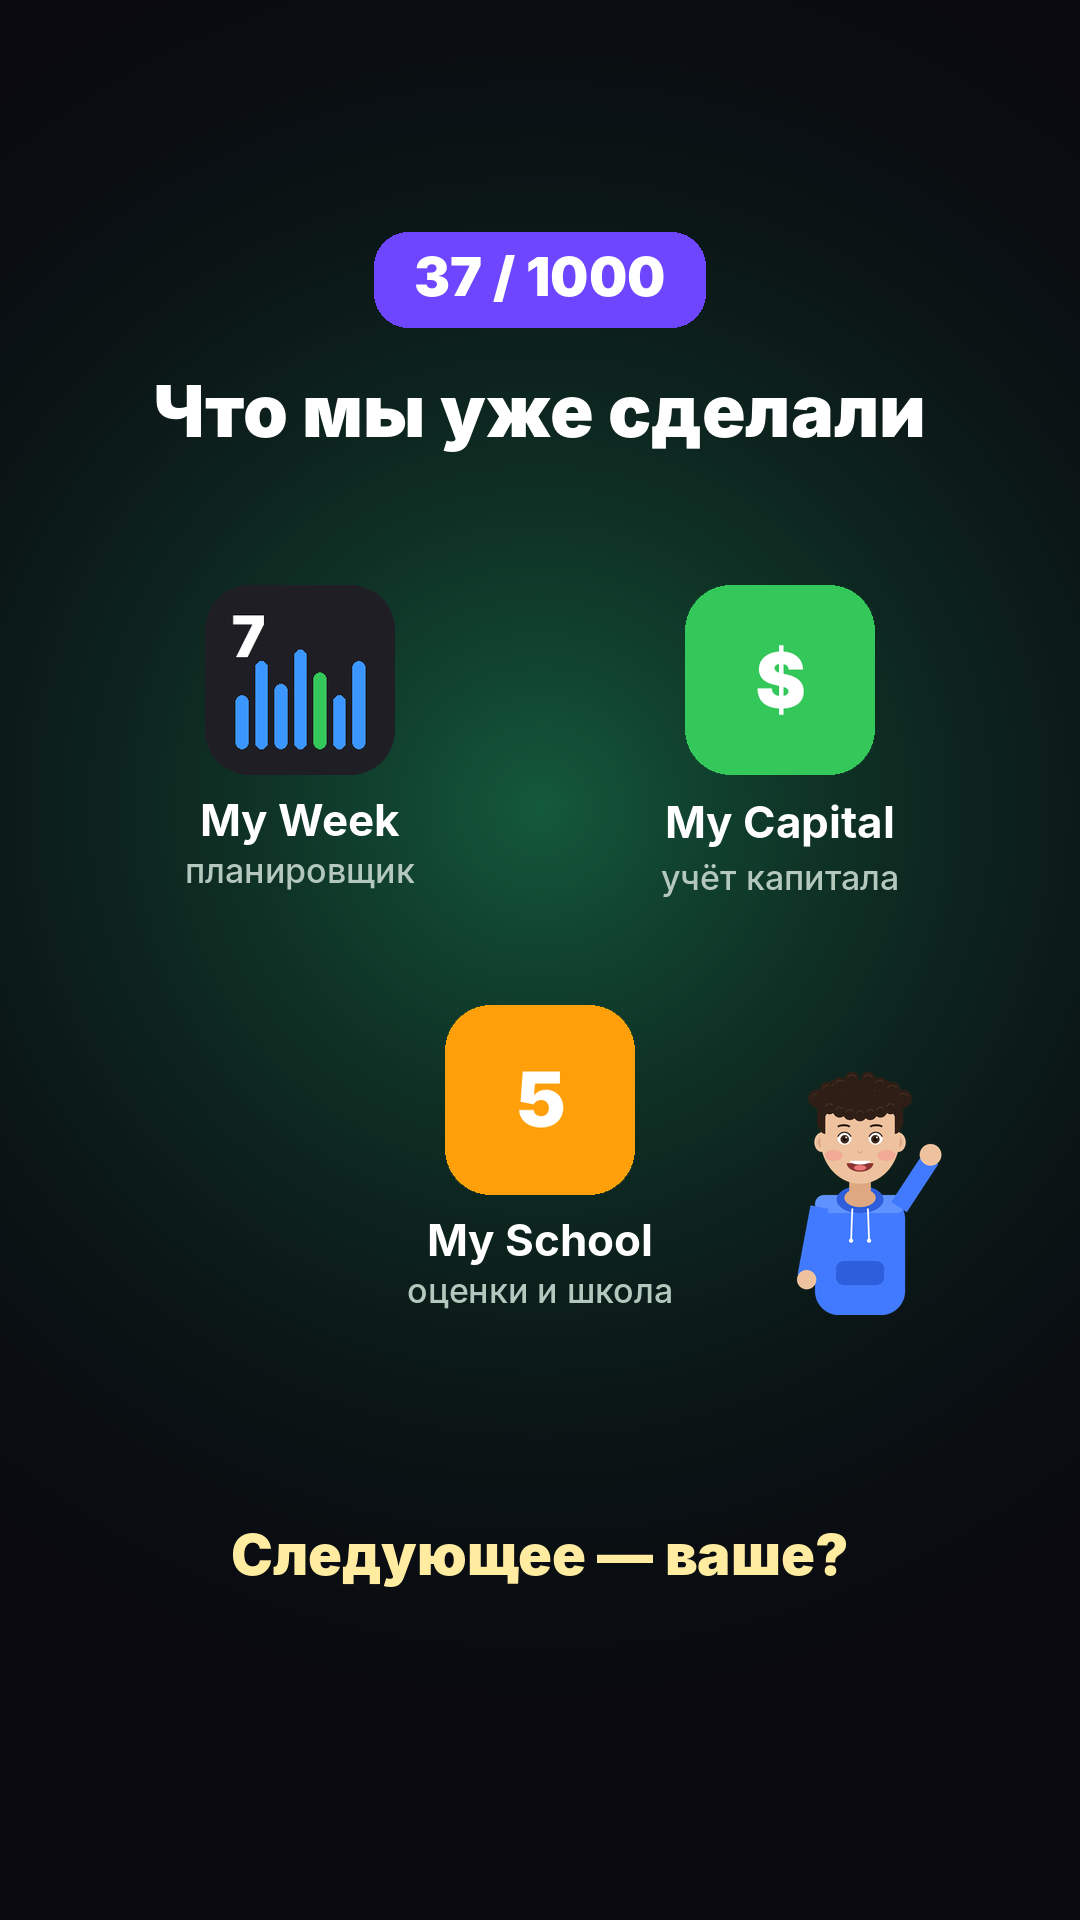 37 / 1000
Что мы уже сделали
7
$
My Week
My Capital
планировщик
учёт капитала
5
My School
оценки и школа
Следующее — ваше?